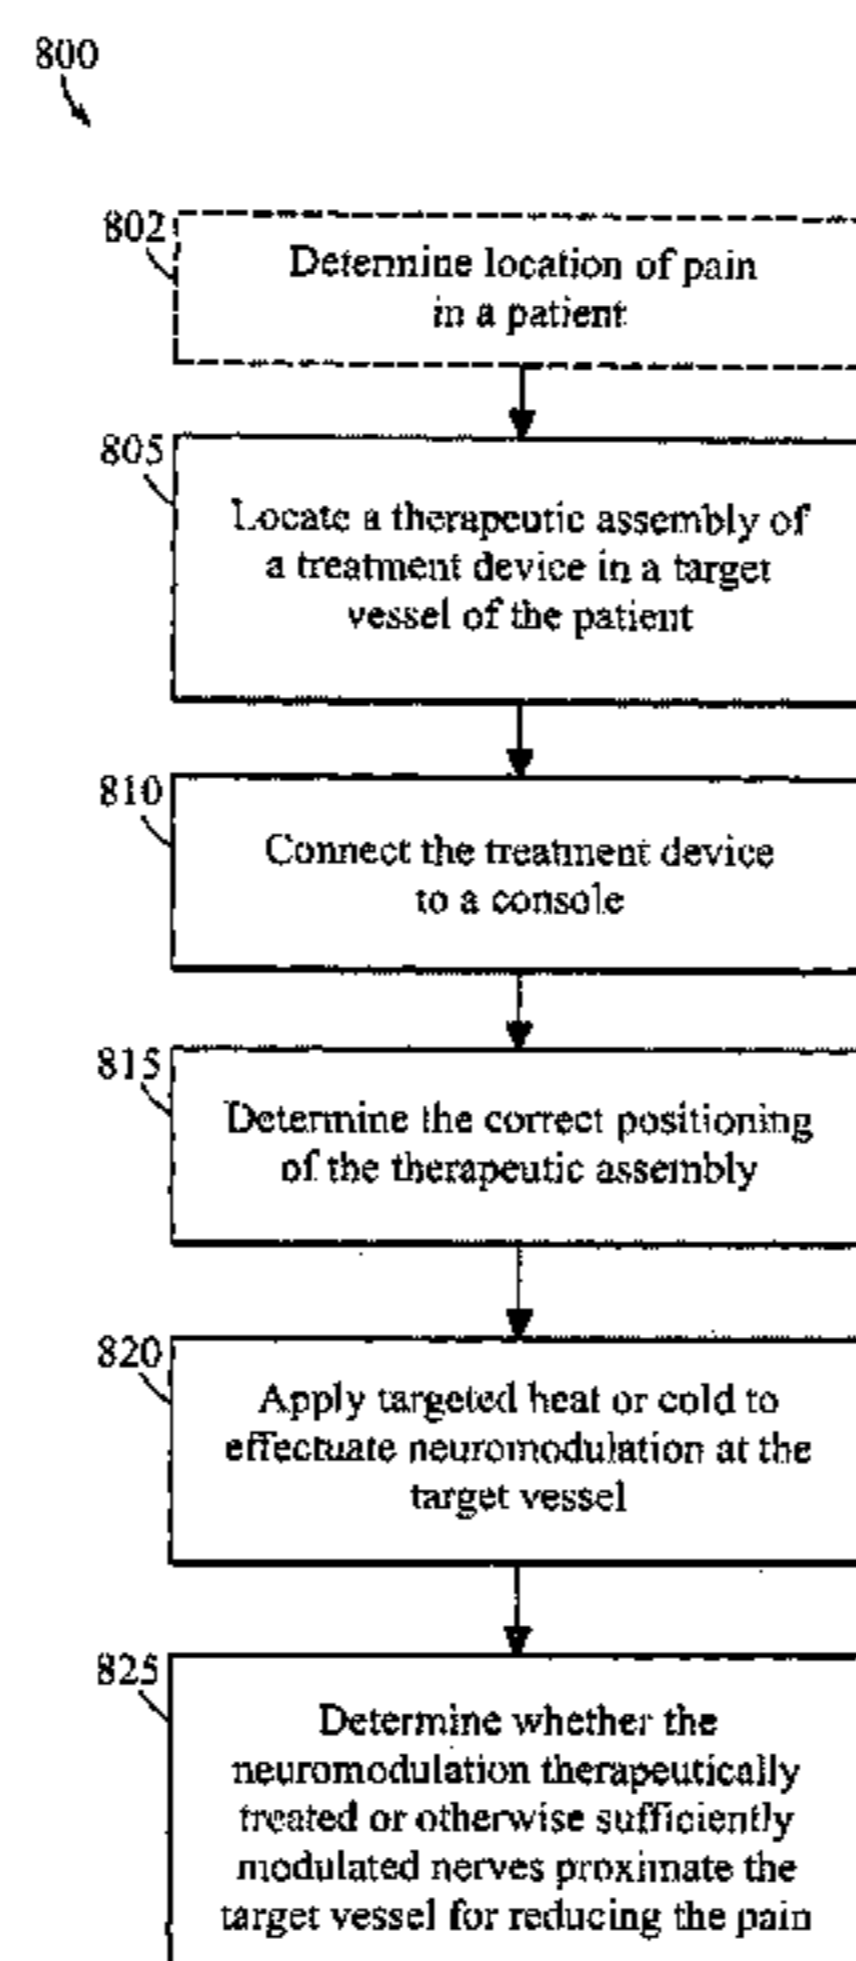 800
802
Determine location of pain
in a patient
805
Locate a therapeutic assembly of
a treatment device in a target
vessel of the patient
810
Connect the treatment device
to a console
815
Determine the correct positioning
of the therapeutic assembly
820
Apply targeted heat or cold to
effectuate neuromodulation at the
target vessel
825
Determine whether the
neuromodulation therapeutically
treated or otherwise sufficiently
modulated nerves proximate the
target vessel for reducing the pain